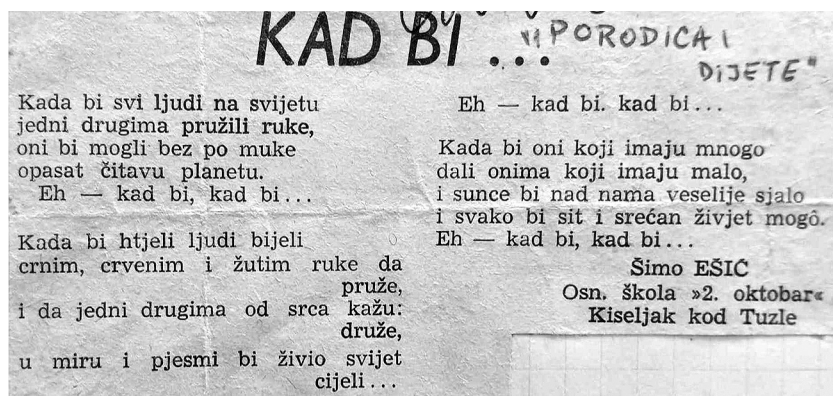 KAD BI ...
"PORODICA I
DIJETE"
Kada bi svi ljudi na svijetu
jedni drugima pružili ruke,
oni bi mogli bez po muke
opasat čitavu planetu.
Eh — kad bi, kad bi...
Kada bi htjeli ljudi bijeli
crnim, crvenim i žutim ruke da
pruže,
i da jedni drugima od srca kažu:
druže,
u miru i pjesmi bi živio svijet
cijeli...
Eh — kad bi. kad bi...
Kada bi oni koji imaju mnogo
dali onima koji imaju malo,
i sunce bi nad nama veselije sjalo
i svako bi sit i srećan živjet mogô.
Eh — kad bi, kad bi...
Šimo EŠIĆ
Osn. škola »2. oktobar«
Kiseljak kod Tuzle